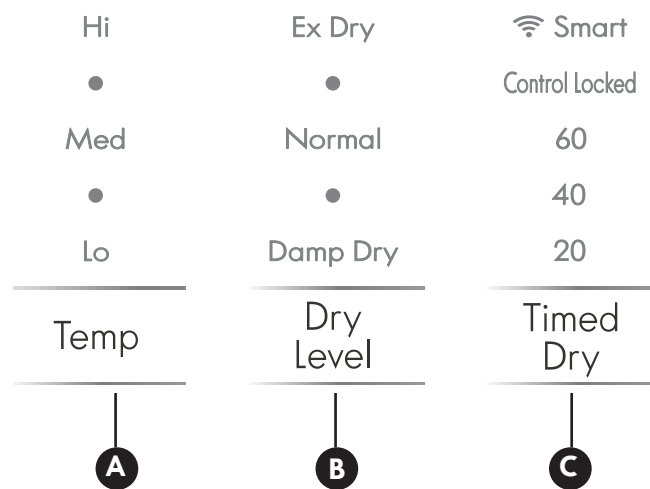 Hi Ex Dry Smart
Control Locked
Med Normal 60
40
Lo Damp Dry 20
Temp Dry Level Timed Dry
A B C